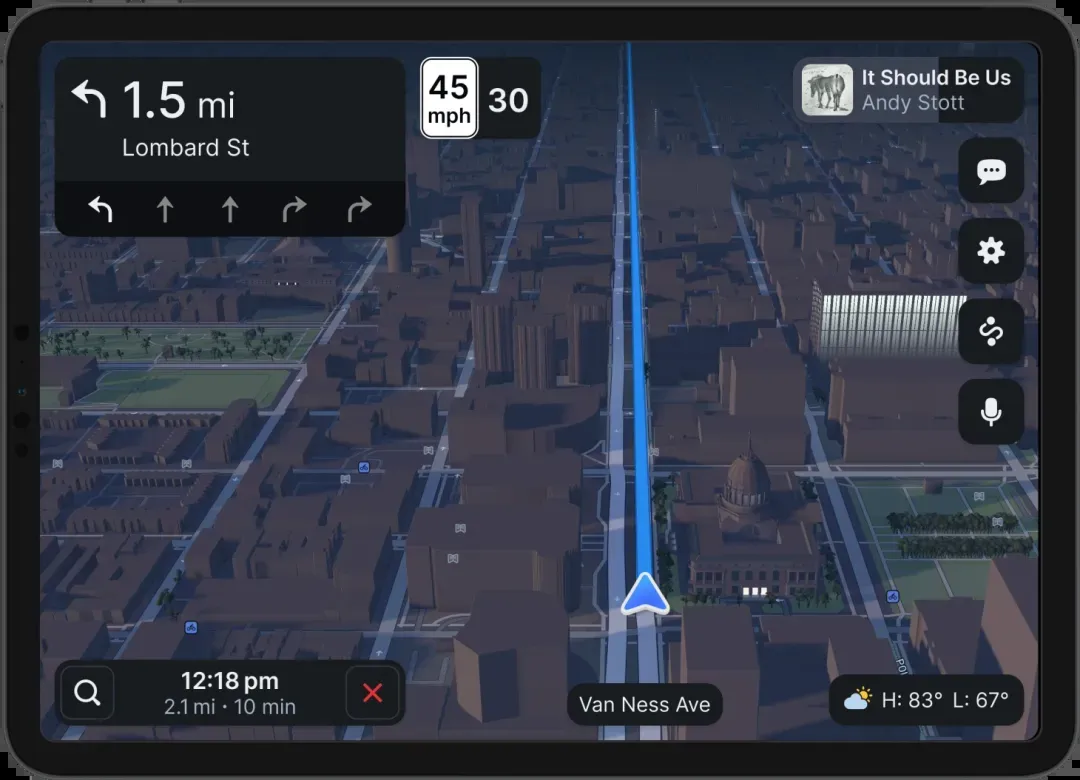 1.5 mi
Lombard St
45
mph
30
It Should Be Us
Andy Stott
12:18 pm
2.1 mi · 10 min
Van Ness Ave
H: 83° L: 67°